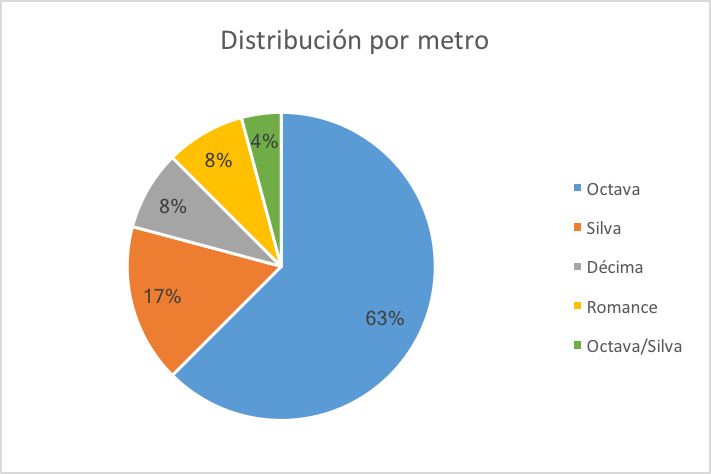 Distribución por metro
4%
8%
8%
17%
63%
Octava
Silva
Décima
Romance
Octava/Silva